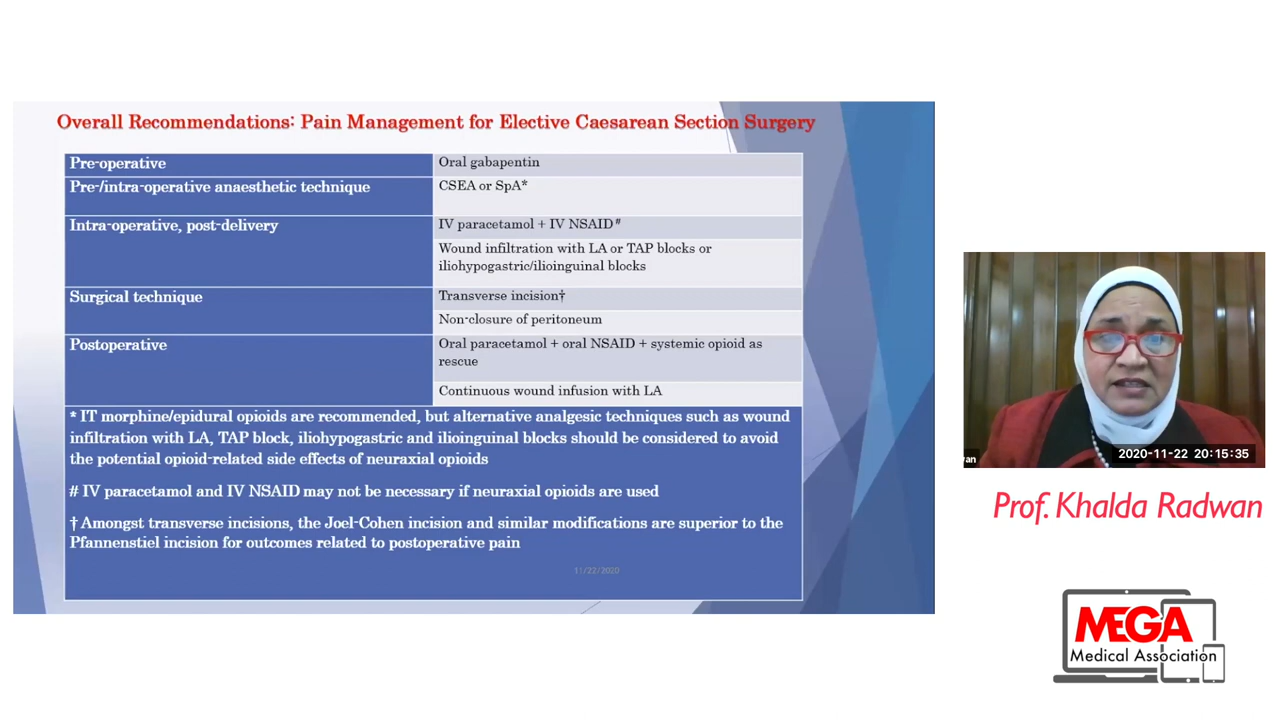 Overall Recommendations: Pain Management for Elective Caesarean Section Surgery
Pre-operative
Oral gabapentin
Pre-/intra-operative anaesthetic technique
CSEA or SpA*
Intra-operative, post-delivery
IV paracetamol + IV NSAID#
Wound infiltration with LA or TAP blocks or
iliohypogastric/ilioinguinal blocks
Surgical technique
Transverse incision†
Non-closure of peritoneum
Postoperative
Oral paracetamol + oral NSAID + systemic opioid as
rescue
Continuous wound infusion with LA
* IT morphine/epidural opioids are recommended, but alternative analgesic techniques such as wound
infiltration with LA, TAP block, iliohypogastric and ilioinguinal blocks should be considered to avoid
the potential opioid-related side effects of neuraxial opioids
# IV paracetamol and IV NSAID may not be necessary if neuraxial opioids are used
† Amongst transverse incisions, the Joel-Cohen incision and similar modifications are superior to the
Pfannenstiel incision for outcomes related to postoperative pain
11/22/2020
2020-11-22 20:15:35
Prof. Khalda Radwan
MEGA
Medical Association